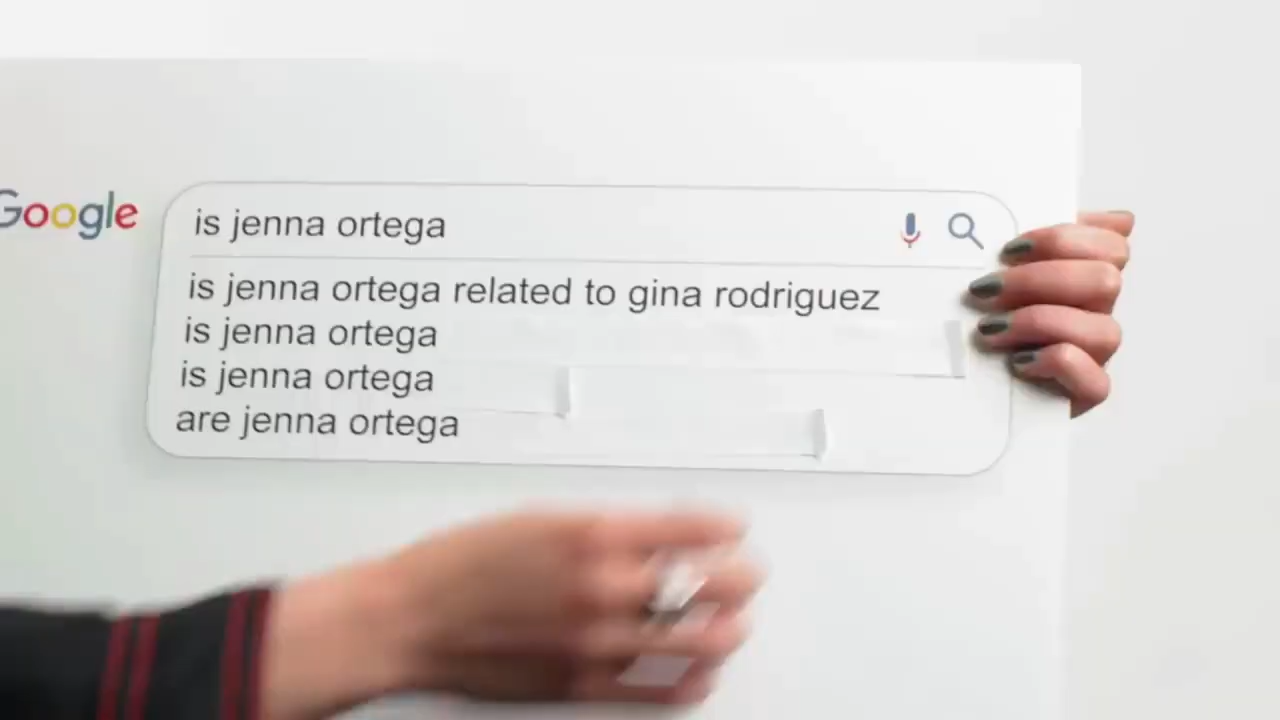 Google
is jenna ortega
is jenna ortega related to gina rodriguez
is jenna ortega
is jenna ortega
are jenna ortega